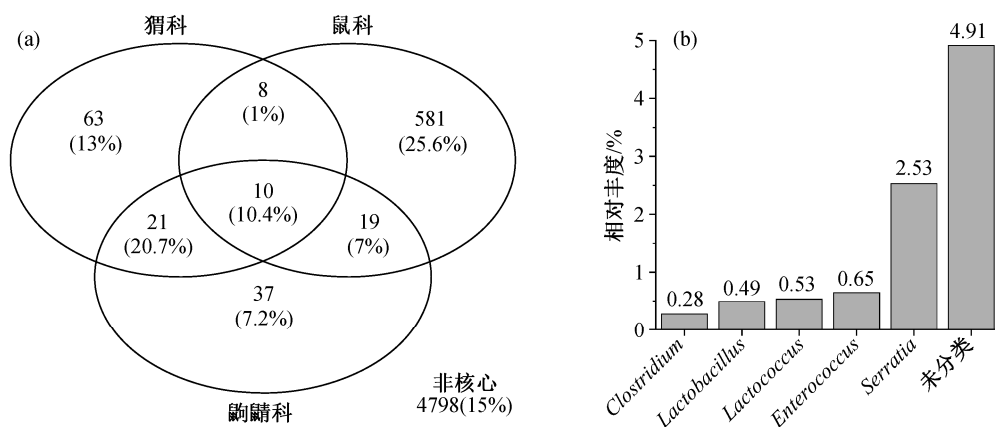 (a)
猬科
鼠科
8
(1%)
63
(13%)
581
(25.6%)
10
(10.4%)
21
(20.7%)
19
(7%)
37
(7.2%)
非核心
4798(15%)
鼩鼱科
(b)
相对丰度/%
5
4
3
2
1
0
0.28
0.49
0.53
0.65
2.53
4.91
Clostridium
Lactobacillus
Lactococcus
Enterococcus
Serratia
未分类